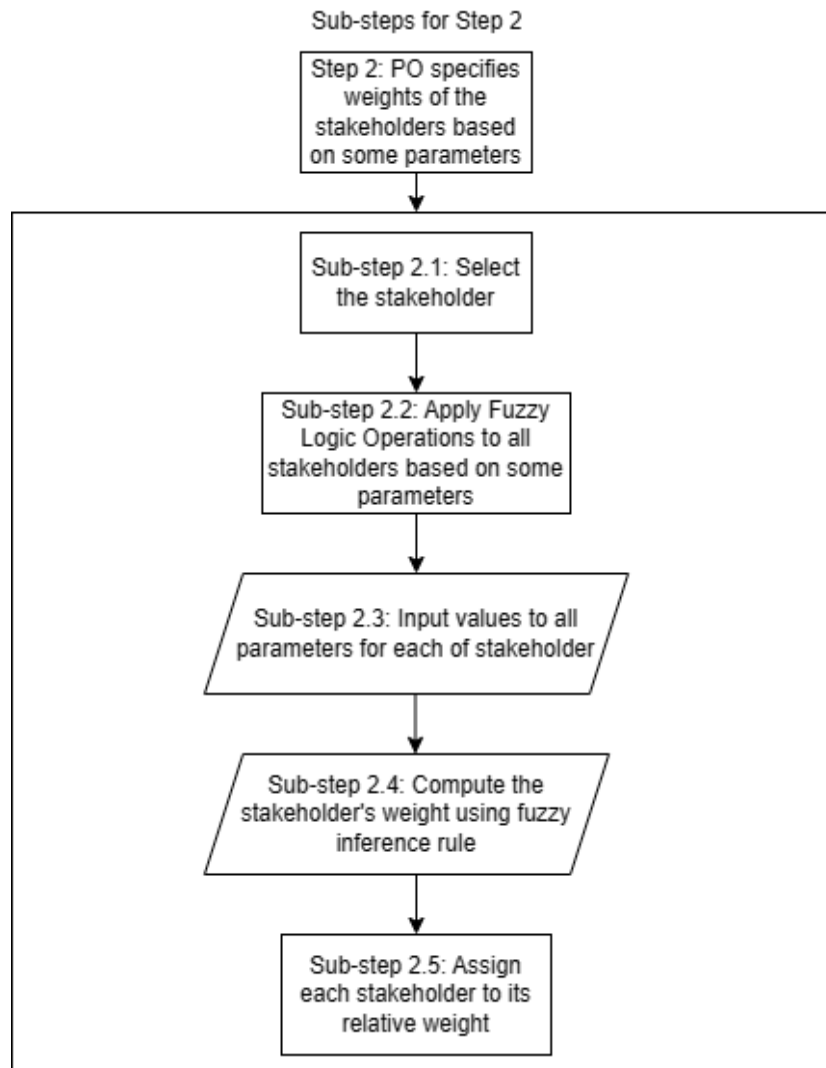 Sub-steps for Step 2
Step 2: PO specifies
weights of the
stakeholders based
on some parameters
Sub-step 2.1: Select
the stakeholder
Sub-step 2.2: Apply Fuzzy
Logic Operations to all
stakeholders based on some
parameters
Sub-step 2.3: Input values to all
parameters for each of stakeholder
Sub-step 2.4: Compute the
stakeholder's weight using fuzzy
inference rule
Sub-step 2.5: Assign
each stakeholder to its
relative weight